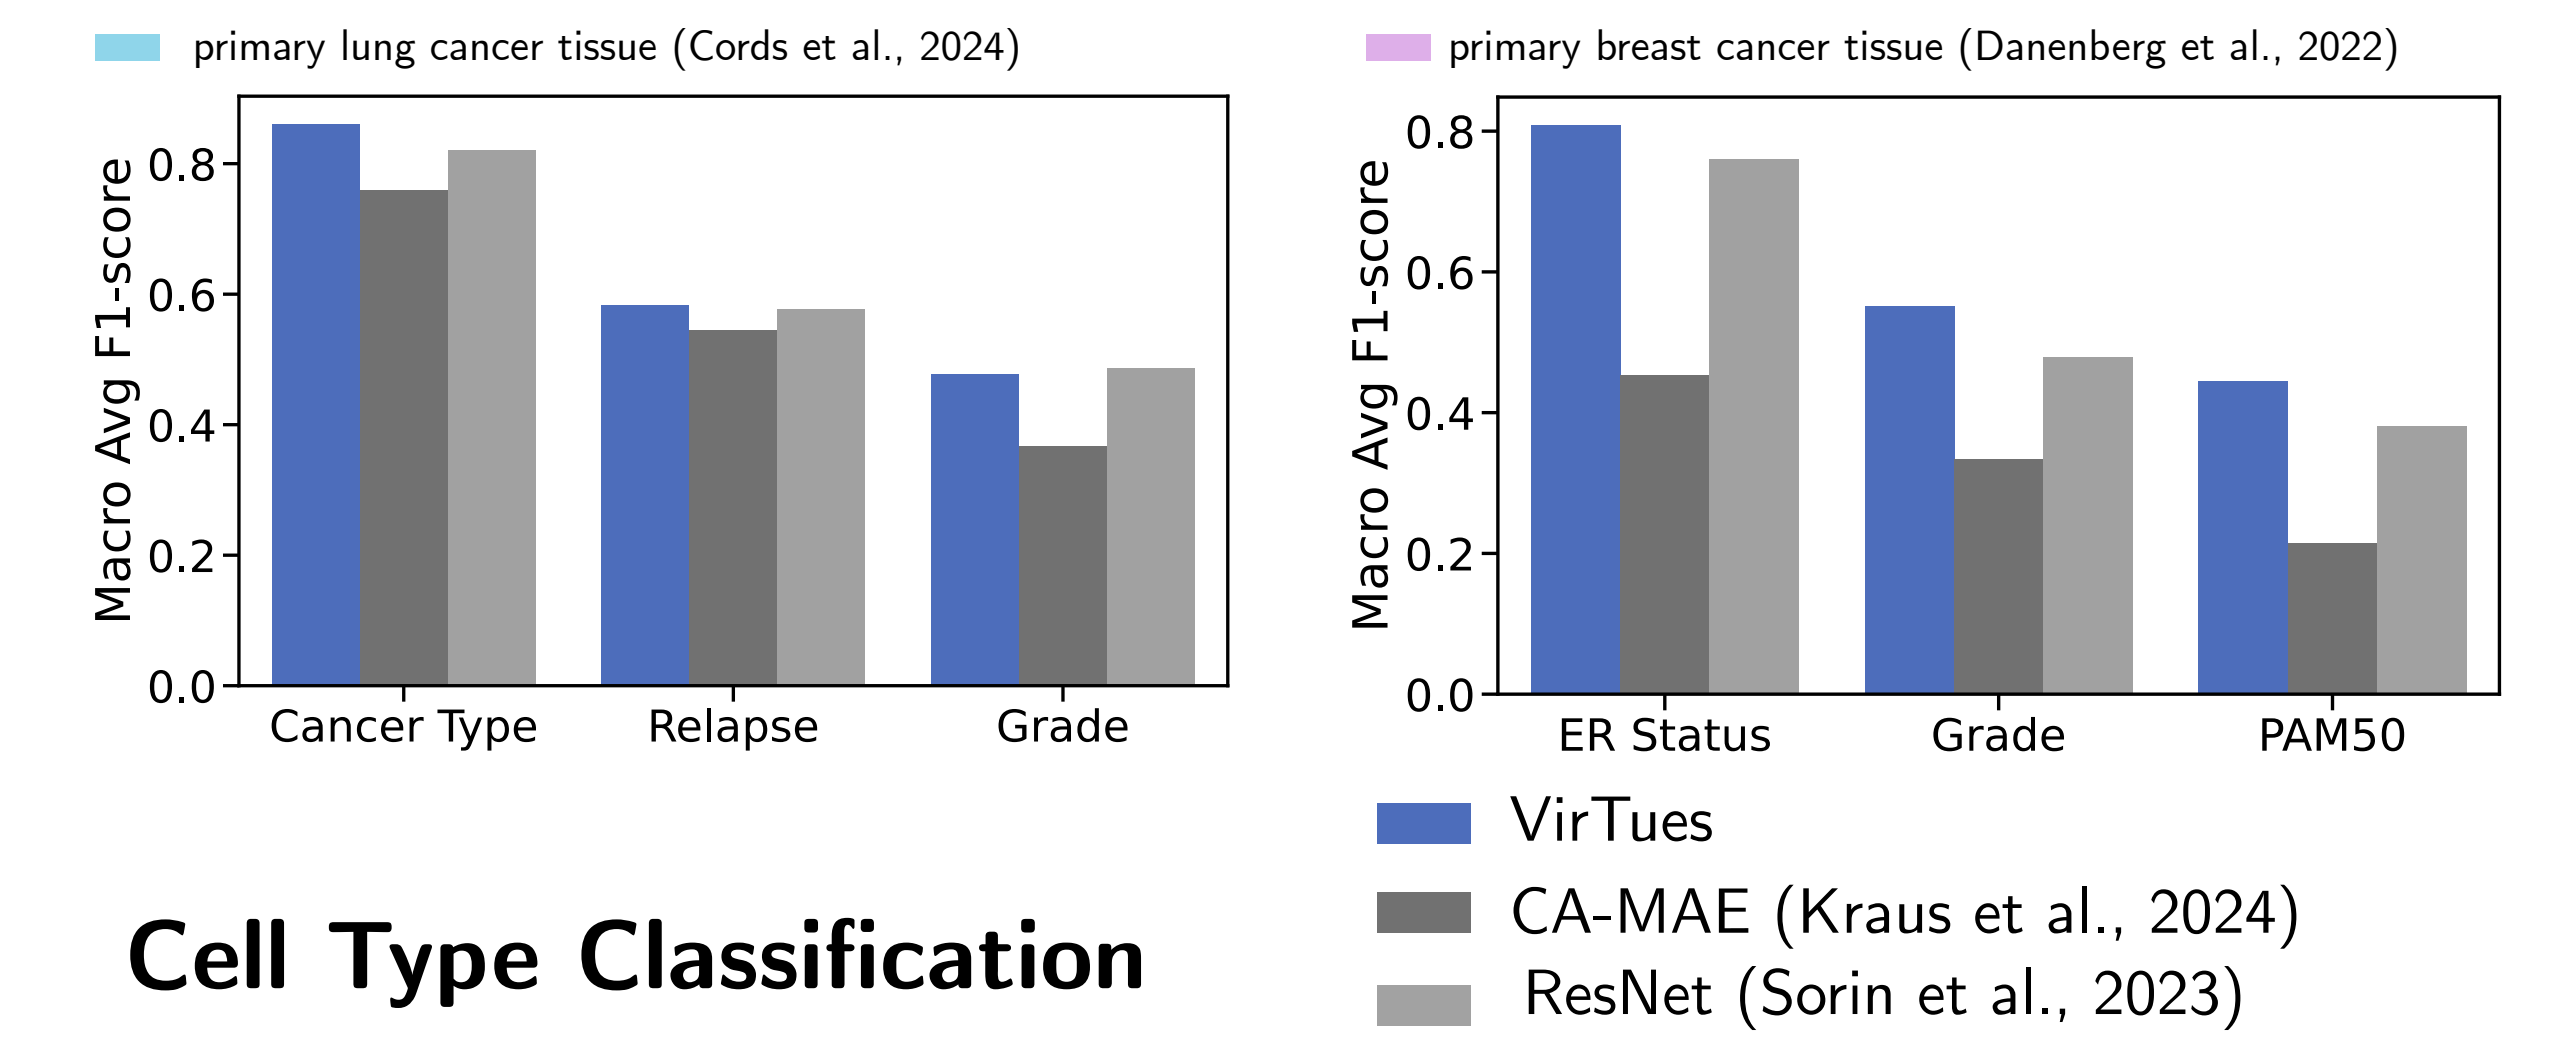 primary lung cancer tissue (Cords et al., 2024)
Macro Avg F1-score
0.8
0.6
0.4
0.2
0.0
Cancer Type
Relapse
Grade
primary breast cancer tissue (Danenberg et al., 2022)
Macro Avg F1-score
0.8
0.6
0.4
0.2
0.0
ER Status
Grade
PAM50
VirTues
CA-MAE (Kraus et al., 2024)
ResNet (Sorin et al., 2023)
Cell Type Classification